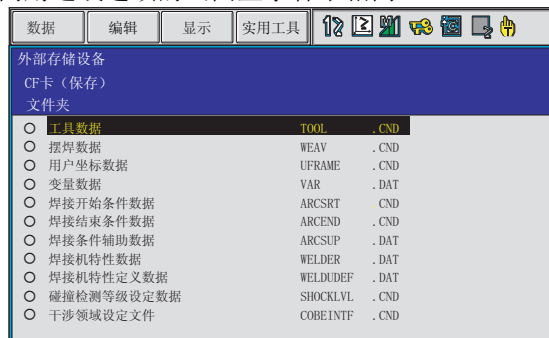 数据 编辑 显示 实用工具
外部存储设备
CF卡（保存）
文件夹
工具数据 TOOL .CND
摆焊数据 WEAV .CND
用户坐标数据 UFRAME .CND
变量数据 VAR .DAT
焊接开始条件数据 ARCSRT CND
焊接结束条件数据 ARCEND .CND
焊接条件辅助数据 ARCSUP .DAT
焊接机特性数据 WELDER .DAT
焊接机特性定义数据 WELDUDEF .DAT
碰撞检测等级设定数据 SHOCKLVL .CND
干涉领域设定文件 COBEINTF .CND